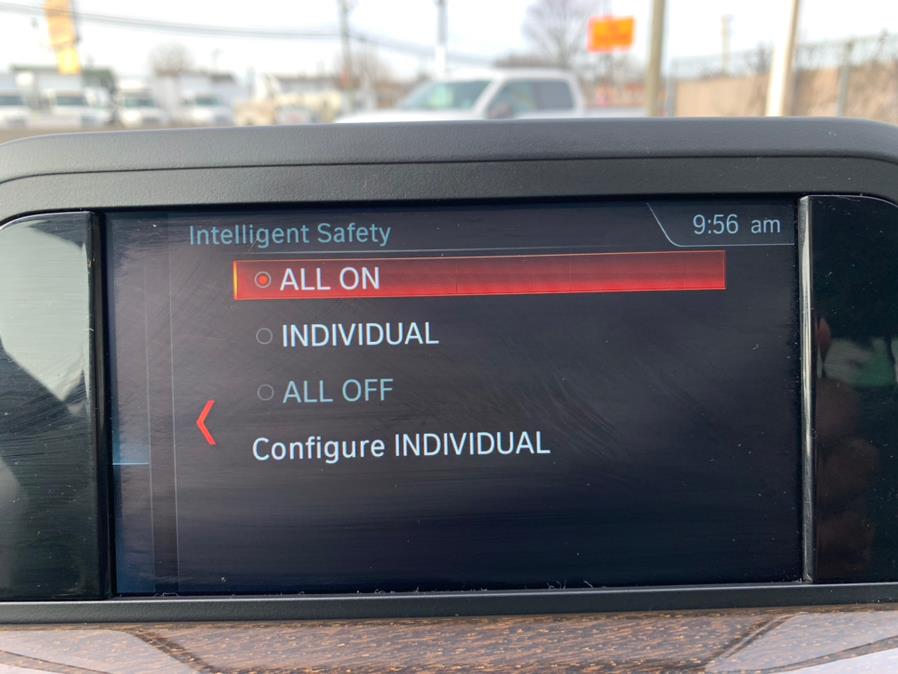 Intelligent Safety
9:56 am
ALL ON
INDIVIDUAL
ALL OFF
Configure INDIVIDUAL